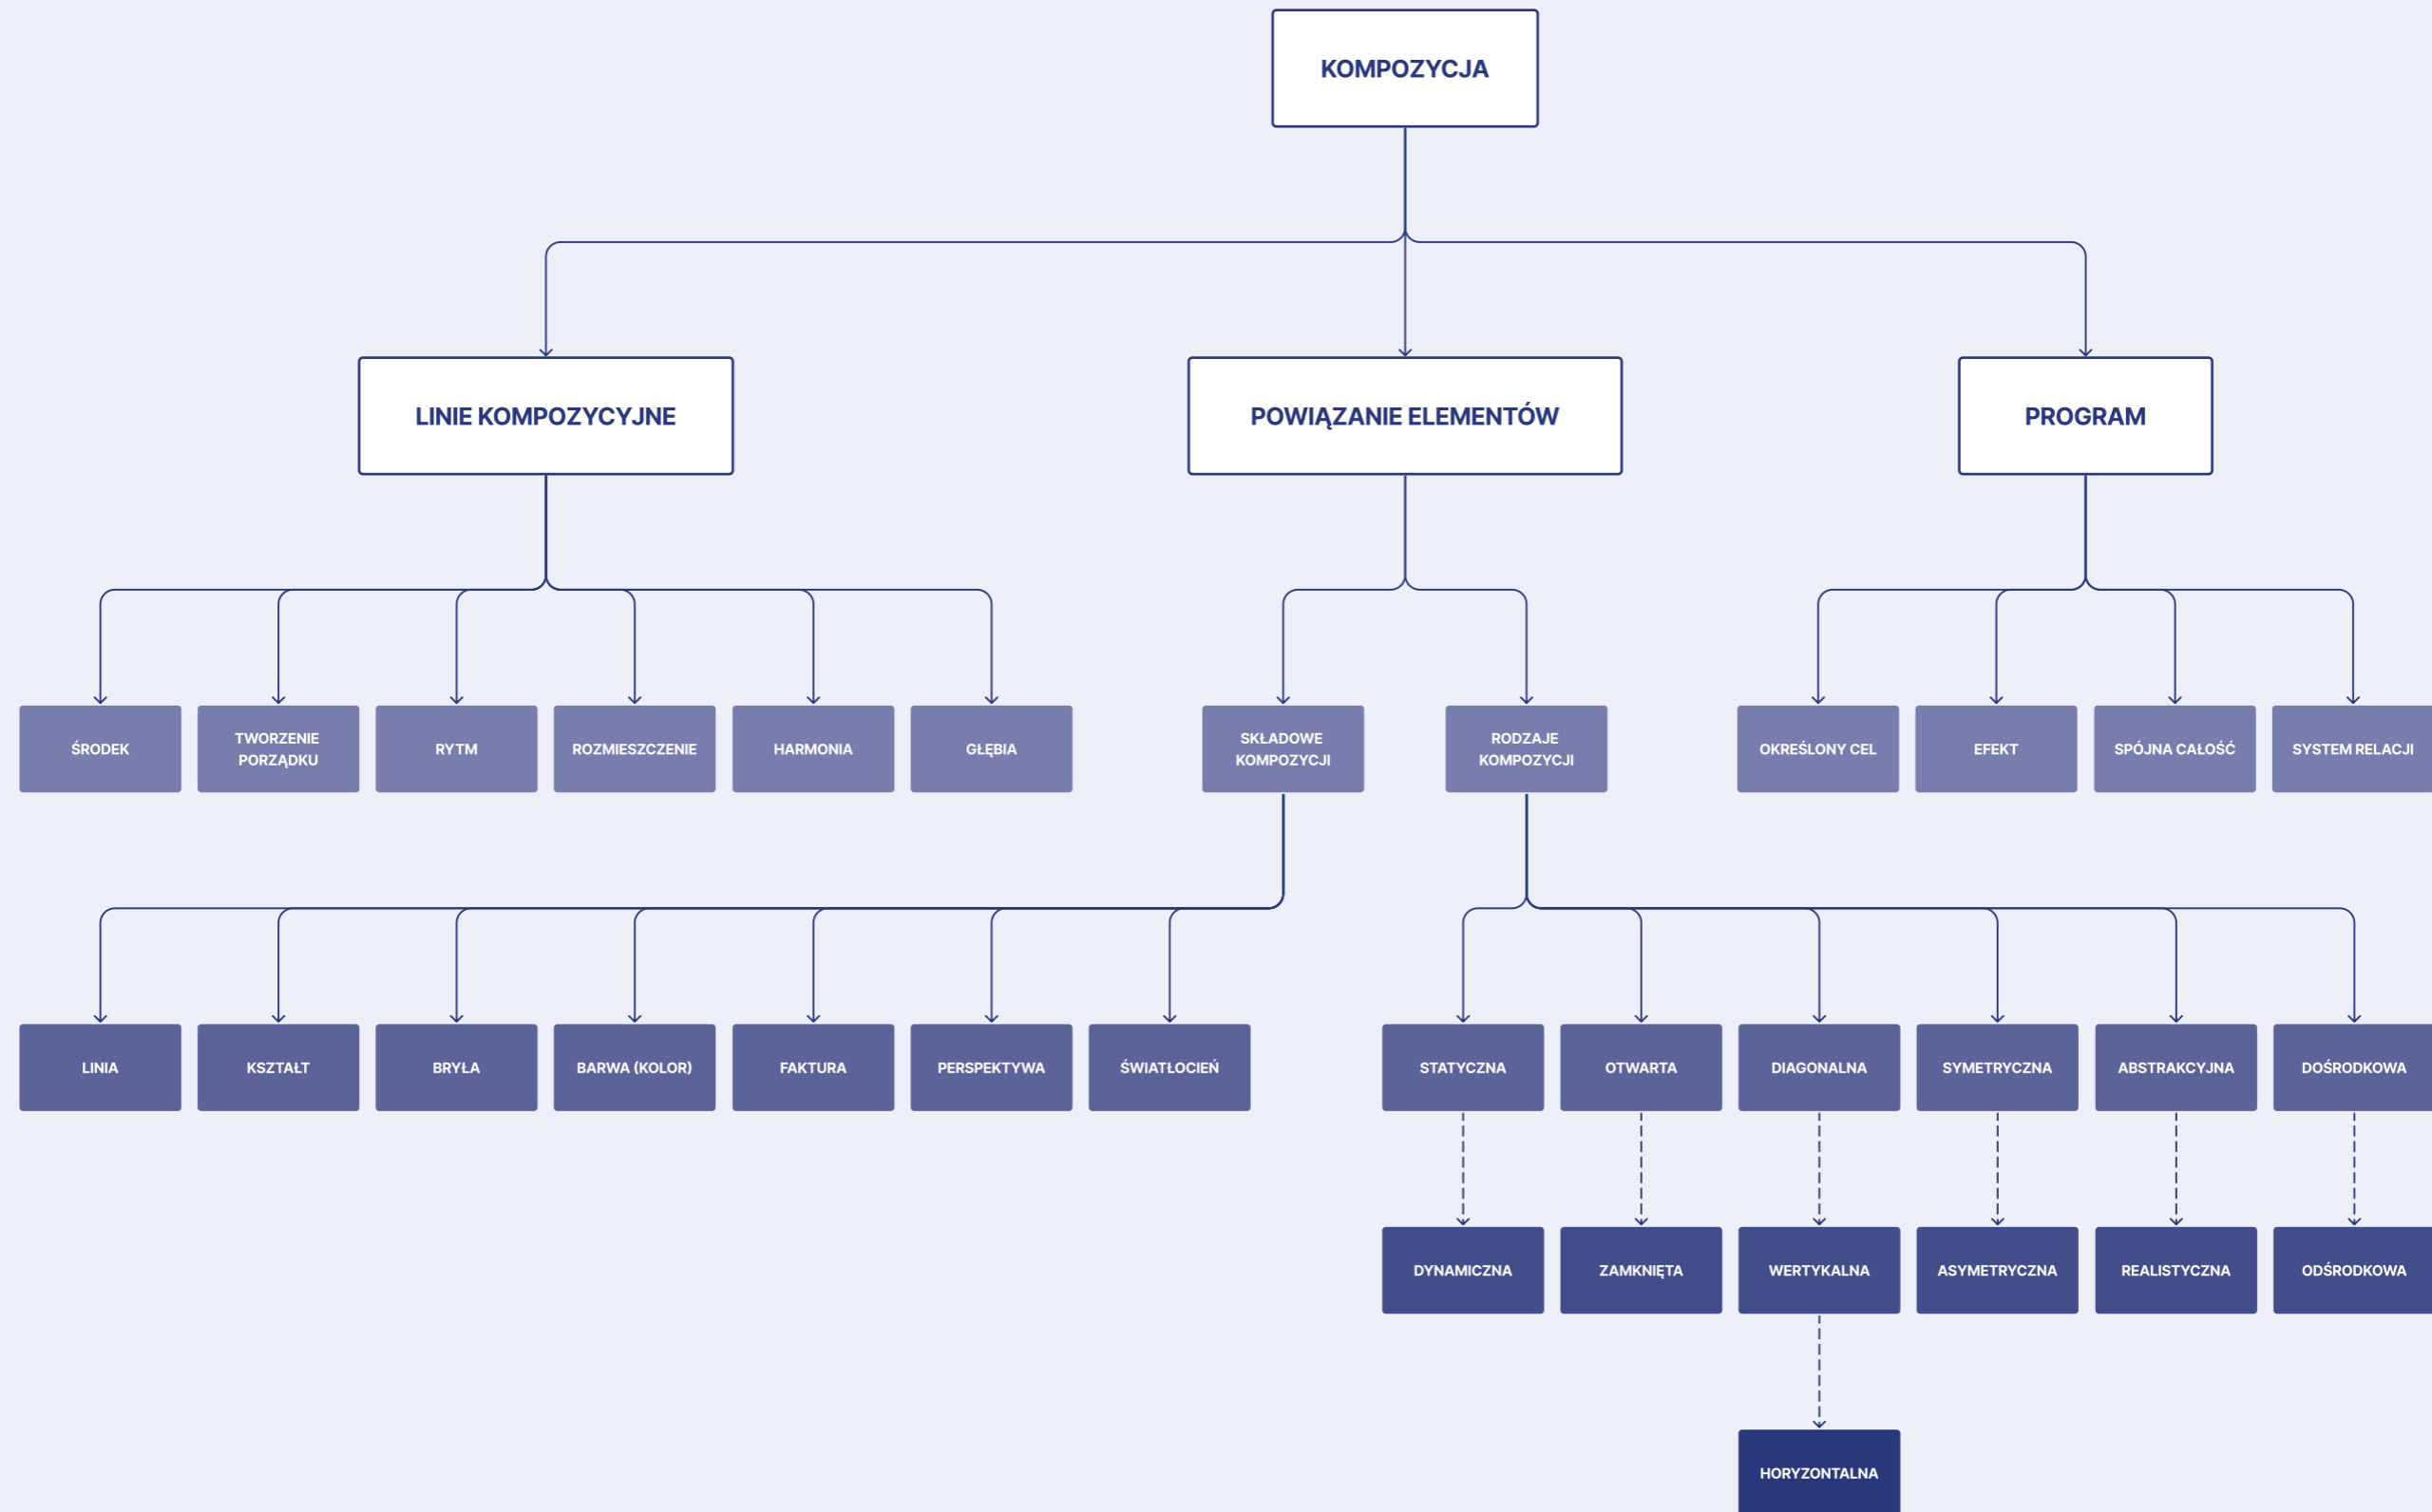 KOMPOZYCJA
LINIE KOMPOZYCYJNE
POWIĄZANIE ELEMENTÓW
PROGRAM
ŚRODEK
TWORZENIE
PORZĄDKU
RYTM
ROZMIESZCZENIE
HARMONIA
GŁĘBIA
SKŁADOWE
KOMPOZYCJI
RODZAJE
KOMPOZYCJI
OKREŚLONY CEL
EFEKT
SPÓJNA CAŁOŚĆ
SYSTEM RELACJI
LINIA
KSZTAŁT
BRYŁA
BARWA (KOLOR)
FAKTURA
PERSPEKTYWA
ŚWIATŁOCIEŃ
STATYCZNA
OTWARTA
DIAGONALNA
SYMETRYCZNA
ABSTRAKCYJNA
DOŚRODKOWA
DYNAMICZNA
ZAMKNIĘTA
WERTYKALNA
ASYMETRYCZNA
REALISTYCZNA
ODŚRODKOWA
HORYZONTALNA